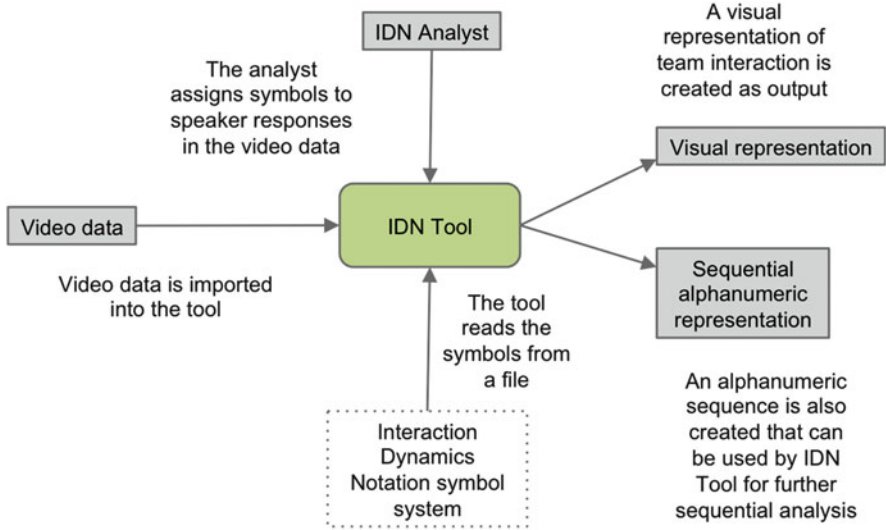 IDN Analyst
A visual
representation of
team interaction is
created as output
The analyst
assigns symbols to
speaker responses
in the video data
Visual representation
Video data
IDN Tool
Video data is imported
into the tool
Sequential
alphanumeric
representation
The tool
reads the
symbols from
a file
An alphanumeric
sequence is also
created that can
be used by IDN
Tool for further
sequential analysis
Interaction
Dynamics
Notation symbol
system